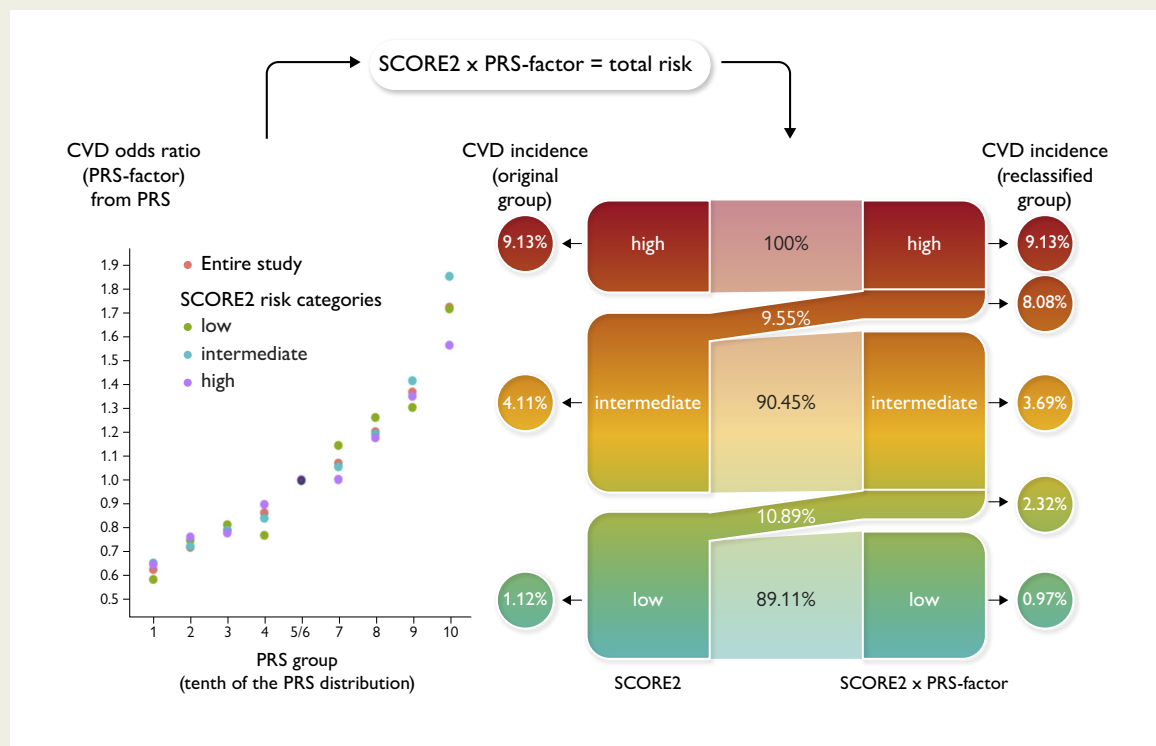 SCORE2 x PRS-factor = total risk
CVD odds ratio
(PRS-factor)
from PRS
1.9
1.8
1.7
1.6
1.5
1.4
1.3
1.2
1.1
1.0
0.9
0.8
0.7
0.6
0.5
Entire study
SCORE2 risk categories
low
intermediate
high
1 2 3 4 5/6 7 8 9 10
PRS group
(tenth of the PRS distribution)
CVD incidence
(original
group)
9.13%
4.11%
1.12%
high
100%
high
9.55%
intermediate
90.45%
intermediate
10.89%
low
89.11%
low
SCORE2
SCORE2 x PRS-factor
CVD incidence
(reclassified
group)
9.13%
8.08%
3.69%
2.32%
0.97%